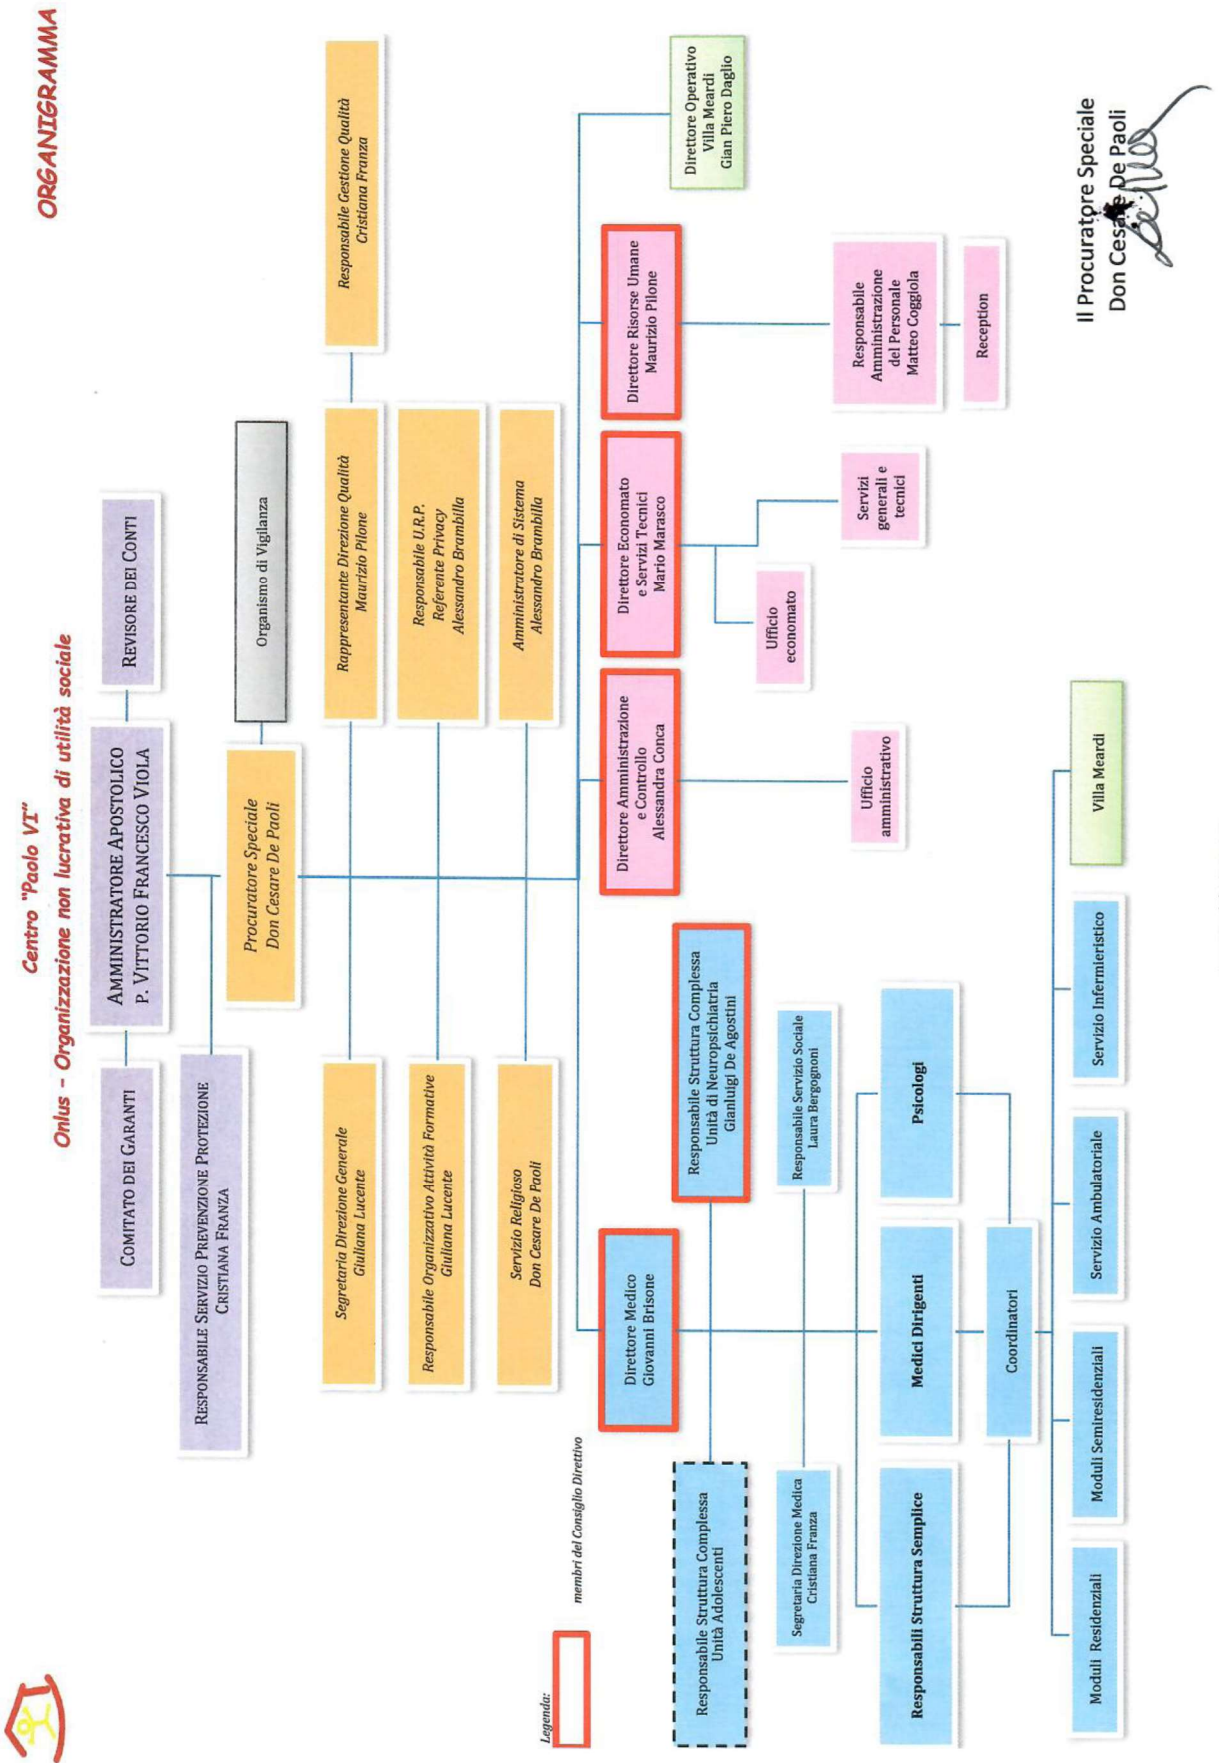 ORGANIGRAMMA
Centro "Paolo VI"
Onlus - Organizzazione non lucrativa di utilità sociale
COMITATO DEI GARANTI
AMMINISTRATORE APOSTOLICO
P. VITTORIO FRANCESCO VIOLA
REVISORE DEI CONTI
RESPONSABILE SERVIZIO PREVENZIONE PROTEZIONE
CRISTIANA FRANZA
Procuratore Speciale
Don Cesare De Paoli
Organismo di Vigilanza
Segretaria Direzione Generale
Giuliana Lucente
Rappresentante Direzione Qualità
Maurizio Pilone
Responsabile Gestione Qualità
Cristiana Franza
Responsabile Organizzativo Attività Formative
Giuliana Lucente
Responsabile U.R.P.
Referente Privacy
Alessandro Brambilla
Servizio Religioso
Don Cesare De Paoli
Amministratore di Sistema
Alessandro Brambilla
Legenda:
membri del Consiglio Direttivo
Direttore Medico
Giovanni Brisone
Direttore Amministrazione
e Controllo
Alessandra Conca
Direttore Economato
e Servizi Tecnici
Mario Marasco
Direttore Risorse Umane
Maurizio Pilone
Direttore Operativo
Villa Meardi
Gian Piero Daglio
Responsabile Struttura Complessa
Unità Adolescenti
Responsabile Struttura Complessa
Unità di Neuropsichiatria
Gianluigi De Agostini
Segretaria Direzione Medica
Cristiana Franza
Responsabile Servizio Sociale
Laura Bergognoni
Ufficio
economato
Ufficio
amministrativo
Servizi
generali e
tecnici
Responsabile
Amministrazione
del Personale
Matteo Coggiola
Reception
Responsabili Struttura Semplice
Medici Dirigenti
Psicologi
Coordinatori
Moduli Residenziali
Moduli Semiresidenziali
Servizio Ambulatoriale
Servizio Infermieristico
Villa Meardi
Il Procuratore Speciale
Don Cesare De Paoli